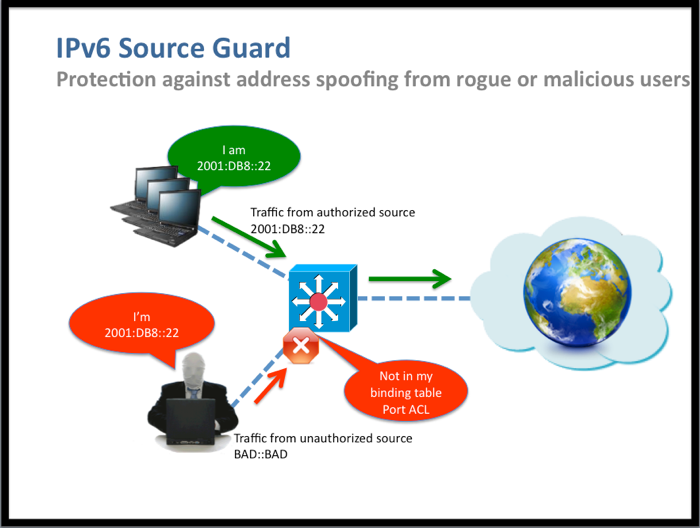 IPv6 Source Guard
Protection against address spoofing from rogue or malicious users
I am
2001:DB8::22
Traffic from authorized source
2001:DB8::22
I'm
2001:DB8::22
Not in my
binding table
Port ACL
Traffic from unauthorized source
BAD::BAD